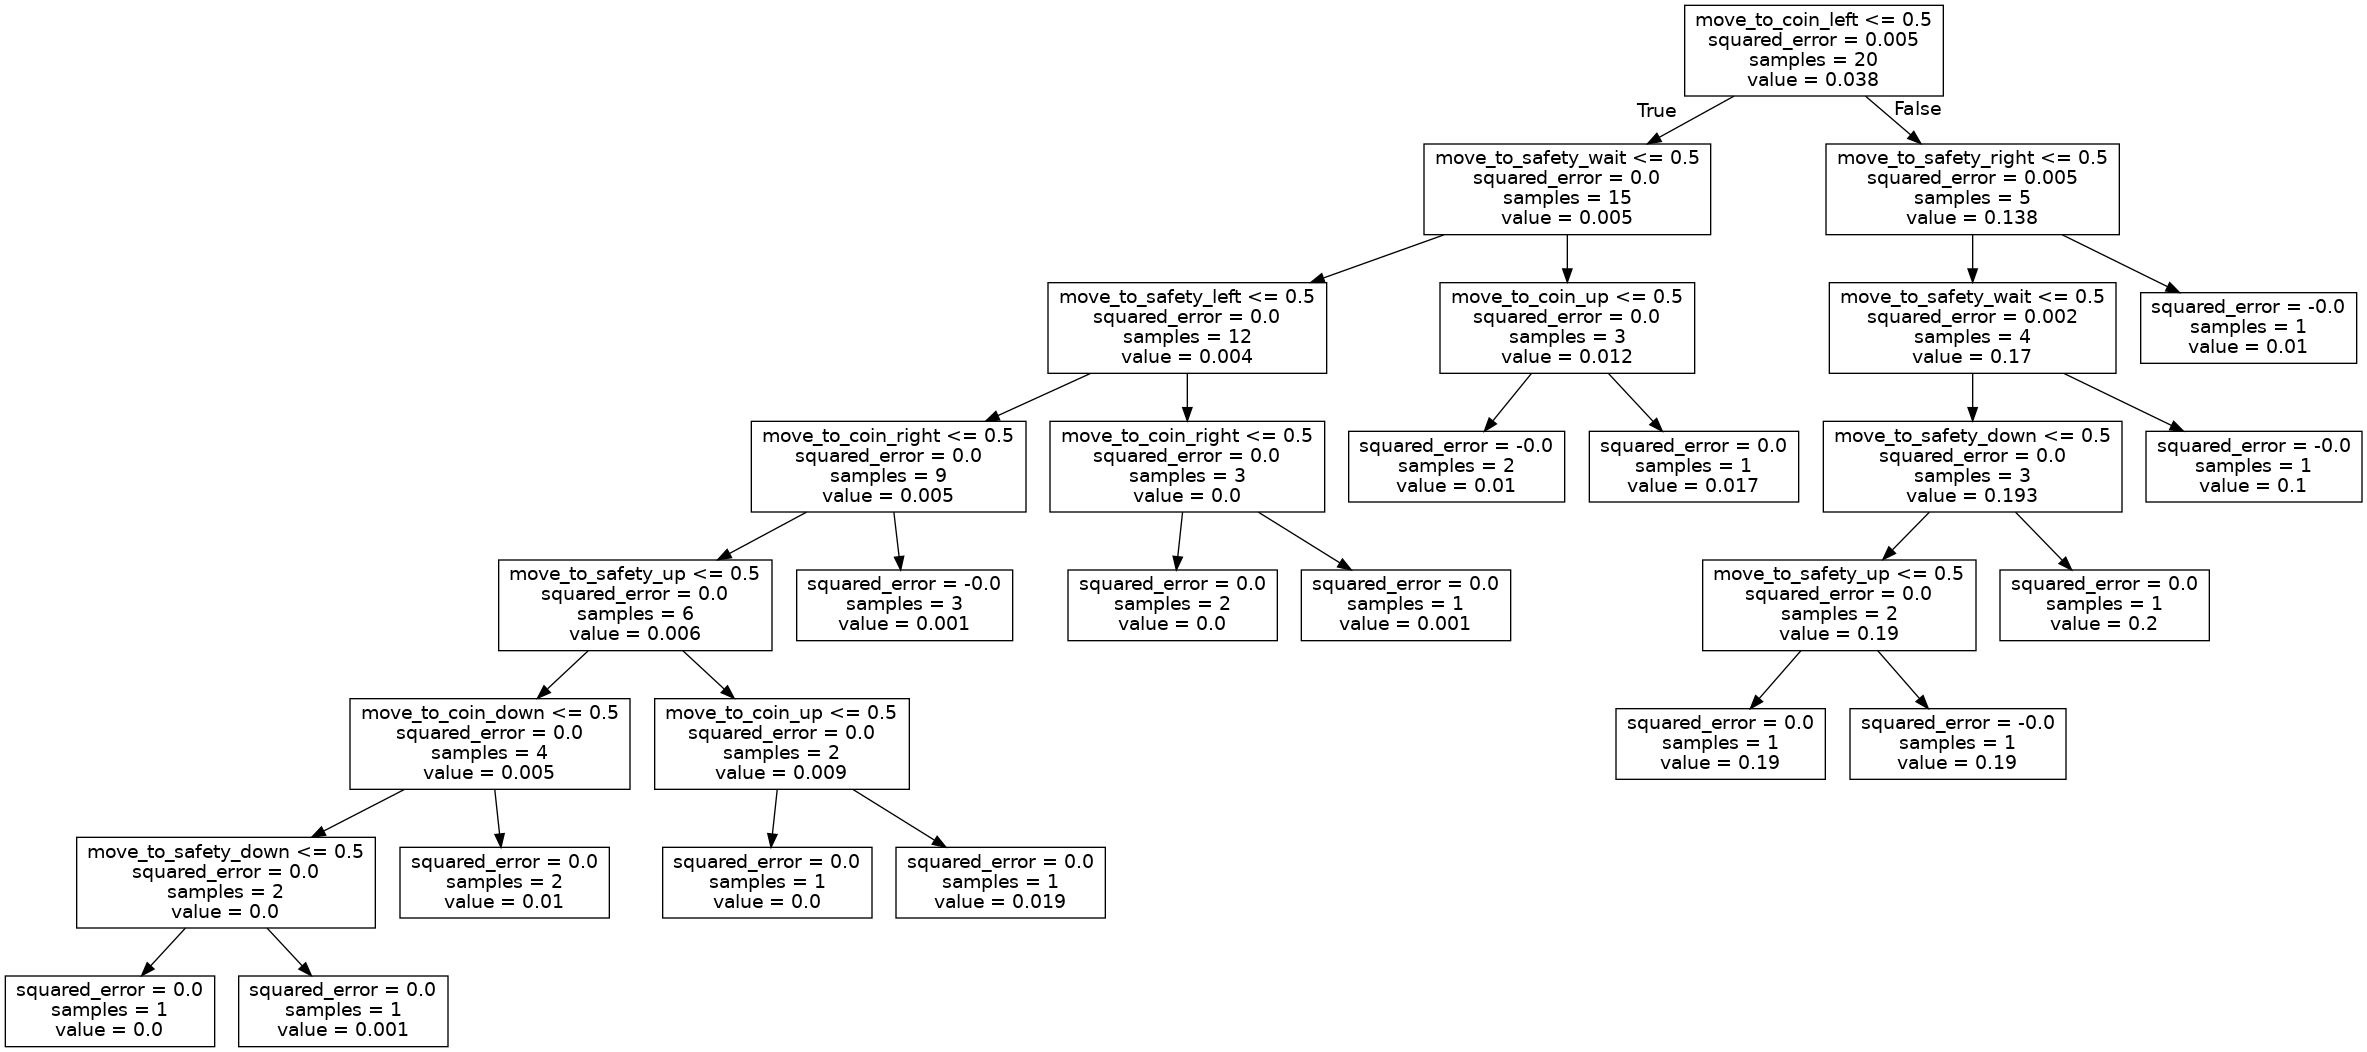 move_to_coin_left <= 0.5
squared_error = 0.005
samples = 20
value = 0.038
True
False
move_to_safety_wait <= 0.5
squared_error = 0.0
samples = 15
value = 0.005
move_to_safety_right <= 0.5
squared_error = 0.005
samples = 5
value = 0.138
move_to_safety_left <= 0.5
squared_error = 0.0
samples = 12
value = 0.004
move_to_coin_up <= 0.5
squared_error = 0.0
samples = 3
value = 0.012
move_to_safety_wait <= 0.5
squared_error = 0.002
samples = 4
value = 0.17
squared_error = -0.0
samples = 1
value = 0.01
move_to_coin_right <= 0.5
squared_error = 0.0
samples = 9
value = 0.005
move_to_coin_right <= 0.5
squared_error = 0.0
samples = 3
value = 0.0
squared_error = -0.0
samples = 2
value = 0.01
squared_error = 0.0
samples = 1
value = 0.017
move_to_safety_down <= 0.5
squared_error = 0.0
samples = 3
value = 0.193
squared_error = -0.0
samples = 1
value = 0.1
move_to_safety_up <= 0.5
squared_error = 0.0
samples = 6
value = 0.006
squared_error = -0.0
samples = 3
value = 0.001
squared_error = 0.0
samples = 2
value = 0.0
squared_error = 0.0
samples = 1
value = 0.001
move_to_safety_up <= 0.5
squared_error = 0.0
samples = 2
value = 0.19
squared_error = 0.0
samples = 1
value = 0.2
move_to_coin_down <= 0.5
squared_error = 0.0
samples = 4
value = 0.005
move_to_coin_up <= 0.5
squared_error = 0.0
samples = 2
value = 0.009
squared_error = 0.0
samples = 1
value = 0.19
squared_error = -0.0
samples = 1
value = 0.19
move_to_safety_down <= 0.5
squared_error = 0.0
samples = 2
value = 0.0
squared_error = 0.0
samples = 2
value = 0.01
squared_error = 0.0
samples = 1
value = 0.0
squared_error = 0.0
samples = 1
value = 0.019
squared_error = 0.0
samples = 1
value = 0.0
squared_error = 0.0
samples = 1
value = 0.001